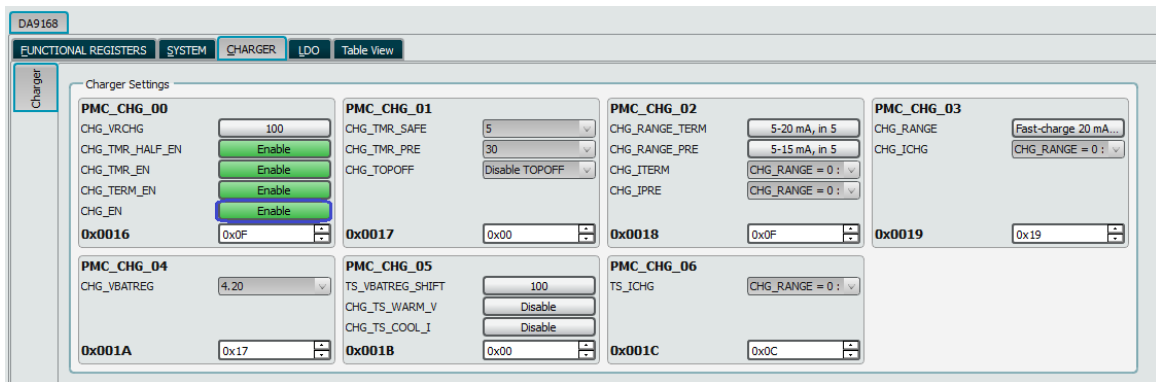 DA9168
FUNCTIONAL REGISTERS SYSTEM CHARGER LDO Table View
Charger
Charger Settings
PMC_CHG_00
CHG_VRCHG 100
CHG_TMR_HALF_EN Enable
CHG_TMR_EN Enable
CHG_TERM_EN Enable
CHG_EN Enable
0x0016 0x0F
PMC_CHG_01
CHG_TMR_SAFE 5
CHG_TMR_PRE 30
CHG_TOPOFF Disable TOPOFF
0x0017 0x00
PMC_CHG_02
CHG_RANGE_TERM 5-20 mA, in 5
CHG_RANGE_PRE 5-15 mA, in 5
CHG_ITERM CHG_RANGE = 0 :
CHG_IPRE CHG_RANGE = 0 :
0x0018 0x0F
PMC_CHG_03
CHG_RANGE Fast-charge 20 mA...
CHG_ICHG CHG_RANGE = 0 :
0x0019 0x19
PMC_CHG_04
CHG_VBATREG 4.20
0x001A 0x17
PMC_CHG_05
TS_VBATREG_SHIFT 100
CHG_TS_WARM_V Disable
CHG_TS_COOL_I Disable
0x001B 0x00
PMC_CHG_06
TS_ICHG CHG_RANGE = 0 :
0x001C 0x0C